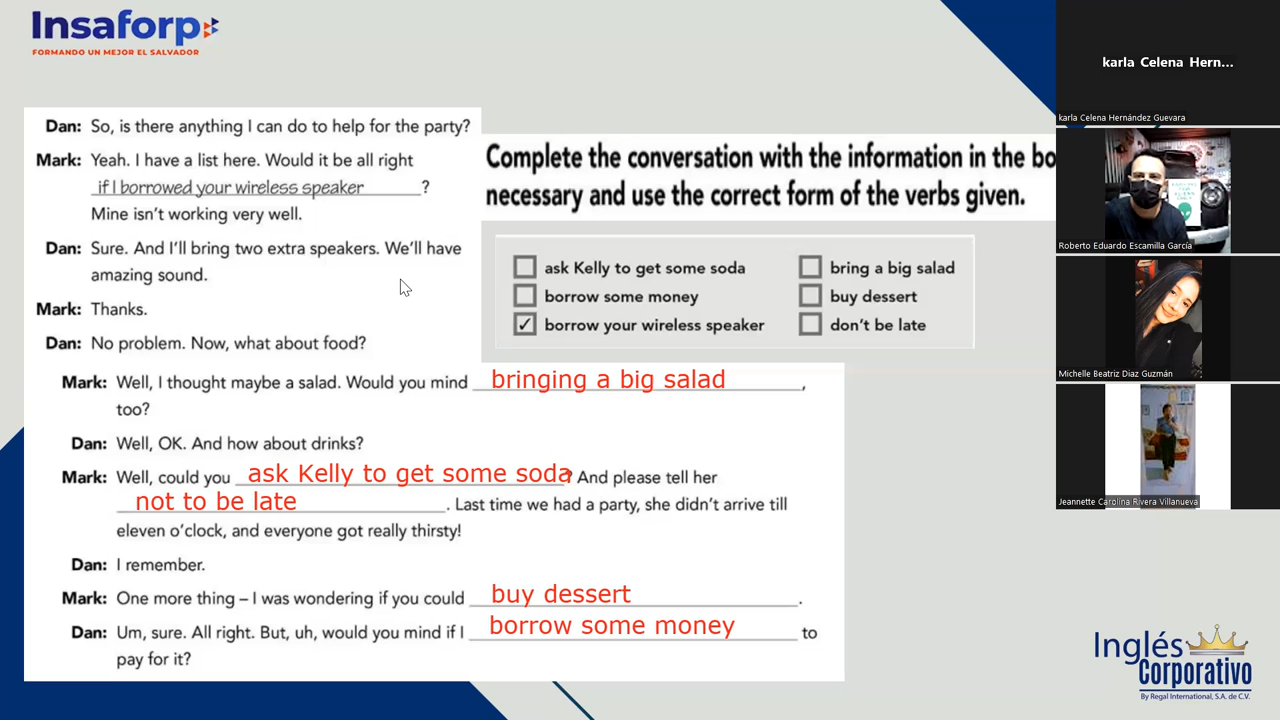 Insaforp
FORMANDO UN MEJOR EL SALVADOR
Dan: So, is there anything I can do to help for the party?
Mark: Yeah. I have a list here. Would it be all right
if I borrowed your wireless speaker ?
Mine isn't working very well.
Dan: Sure. And I'll bring two extra speakers. We'll have
amazing sound.
Mark: Thanks.
Dan: No problem. Now, what about food?
Mark: Well, I thought maybe a salad. Would you mind bringing a big salad ,
too?
Dan: Well, OK. And how about drinks?
Mark: Well, could you ask Kelly to get some soda ? And please tell her
not to be late . Last time we had a party, she didn't arrive till
eleven o'clock, and everyone got really thirsty!
Dan: I remember.
Mark: One more thing – I was wondering if you could buy dessert .
Dan: Um, sure. All right. But, uh, would you mind if I borrow some money to
pay for it?
Complete the conversation with the information in the bo
necessary and use the correct form of the verbs given.
ask Kelly to get some soda
borrow some money
✓ borrow your wireless speaker
bring a big salad
buy dessert
don't be late
karla Celena Hern...
karla Celena Hernández Guevara
Roberto Eduardo Escamilla García
Michelle Beatriz Diaz Guzmán
Jeannette Carolina Rivera Villanueva
Inglés
Corporativo
By Regal International, S.A. de C.V.